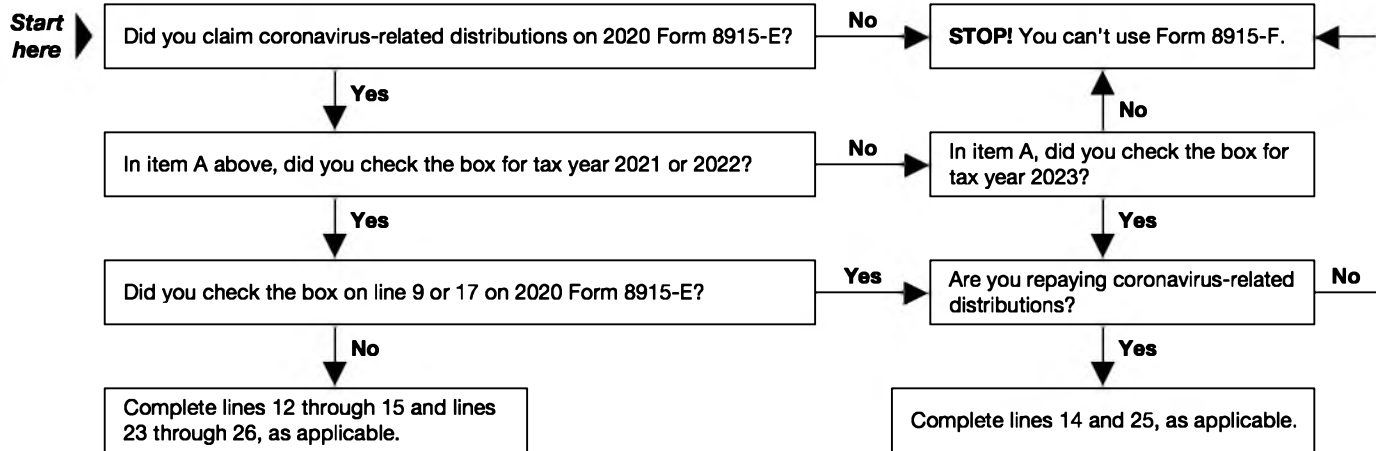 Start
here
Did you claim coronavirus-related distributions on 2020 Form 8915-E?
No
STOP! You can't use Form 8915-F.
Yes
No
In item A above, did you check the box for tax year 2021 or 2022?
No
In item A, did you check the box for
tax year 2023?
Yes
Yes
Did you check the box on line 9 or 17 on 2020 Form 8915-E?
Yes
Are you repaying coronavirus-related
distributions?
No
No
Yes
Complete lines 12 through 15 and lines
23 through 26, as applicable.
Complete lines 14 and 25, as applicable.